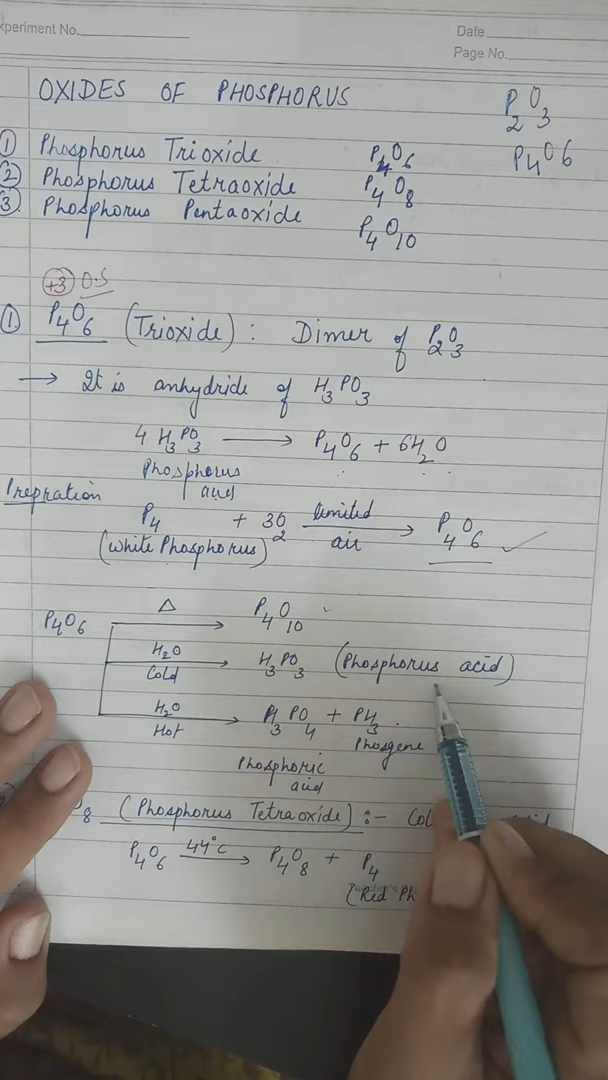 xperiment No.
Date
Page No.
OXIDES OF PHOSPHORUS
P2O3
① Phosphorus Trioxide P4O6 P4O6
② Phosphorus Tetraoxide P4O8
③ Phosphorus Pentaoxide P4O10
+3 O.S
① P4O6 (Trioxide) : Dimer of P2O3
→ It is anhydride of H3PO3
4 H3PO3 → P4O6 + 6H2O
Phosphorus
acid
Prepration
P4 + 3O2 limited air → P4O6 ✓
(White Phosphorus)
P4O6 Δ → P4O10
H2O Cold → H3PO3 (Phosphorus acid)
H2O Hot → H3PO4 + PH3
Phosgene
Phosphoric
acid
8 (Phosphorus Tetraoxide) :-
P4O6 44°C → P4O8 + P4
(Red Ph